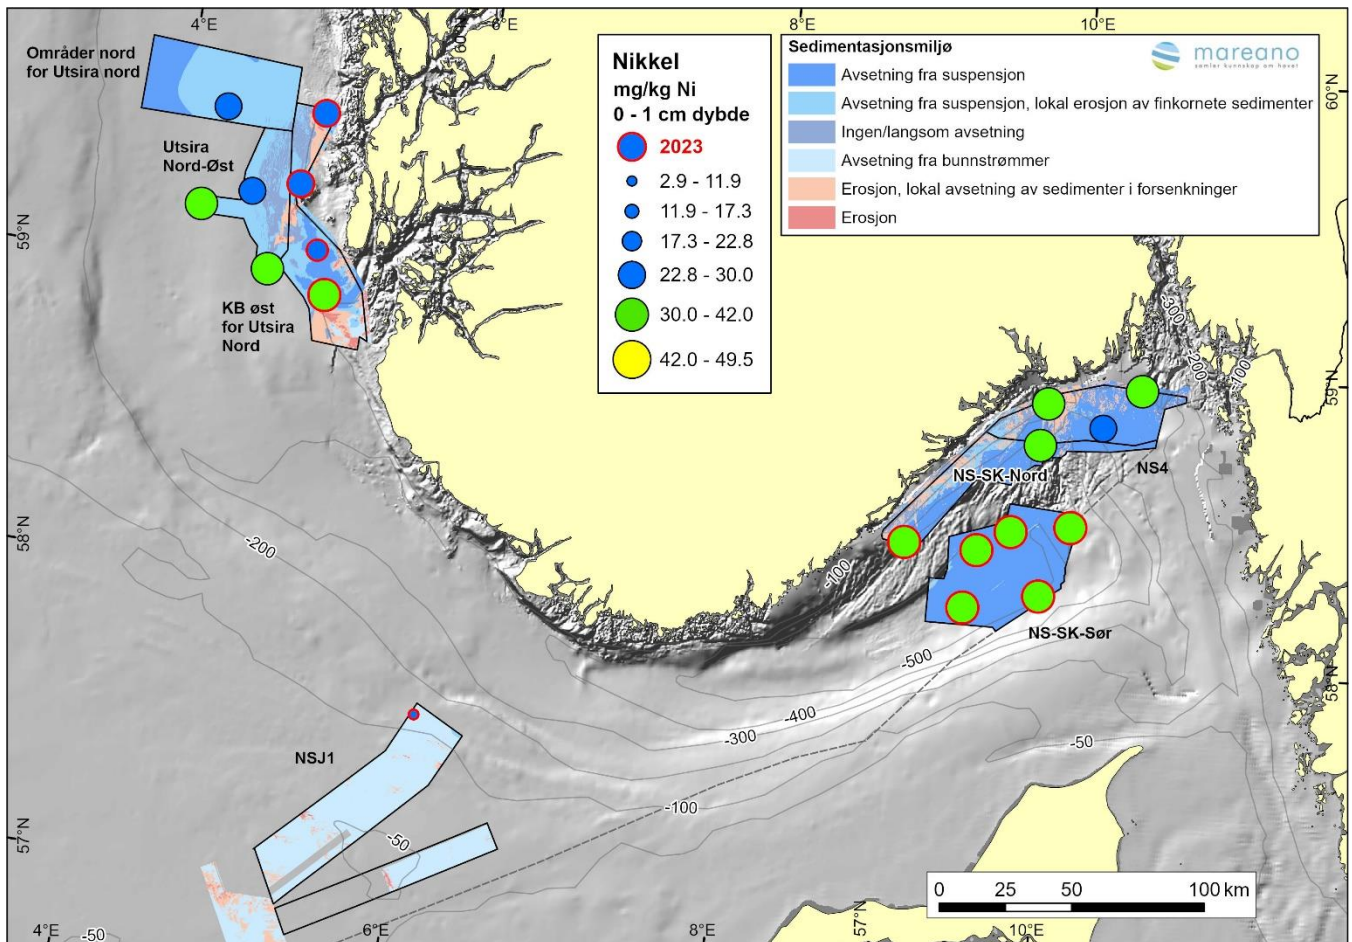 4°E
6°E
8°E
10°E
60°N
60°N
Områder nord
for Utsira nord
Utsira
Nord-Øst
KB øst
for Utsira
Nord
Nikkel
mg/kg Ni
0 - 1 cm dybde
2023
2.9 - 11.9
11.9 - 17.3
17.3 - 22.8
22.8 - 30.0
30.0 - 42.0
42.0 - 49.5
Sedimentasjonsmiljø
mareano
samler kunnskap om havet
Avsetning fra suspensjon
Avsetning fra suspensjon, lokal erosjon av finkornete sedimenter
Ingen/langsom avsetning
Avsetning fra bunnstrømmer
Erosjon, lokal avsetning av sedimenter i forsenkninger
Erosjon
59°N
59°N
-300
-200
-100
NS-SK-Nord
NS4
58°N
-200
-100
NS-SK-Sør
-500
58°N
-400
-300
-50
NSJ1
-100
57°N
-50
0 25 50 100 km
57°N
4°E
-50
6°E
8°E
10°E